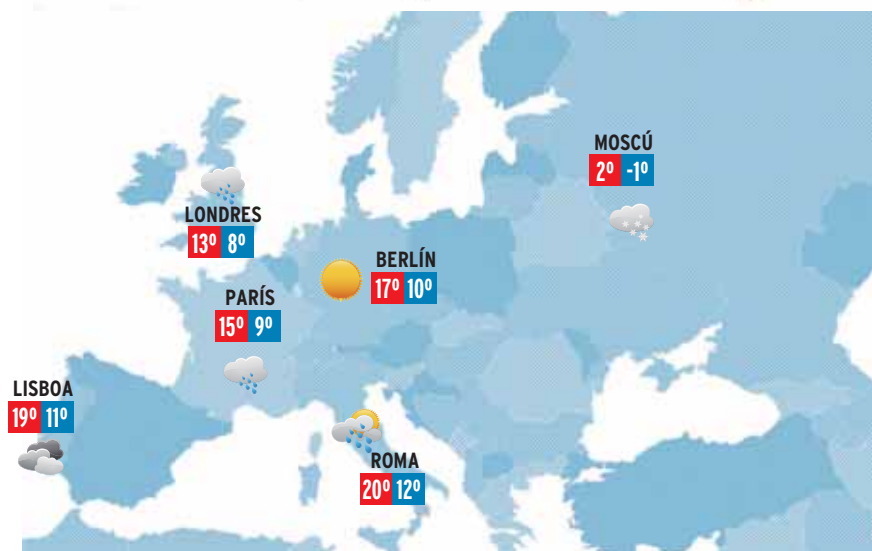 MOSCÚ
2º -1º
LONDRES
13º 8º
BERLÍN
17º 10º
PARÍS
15º 9º
LISBOA
19º 11º
ROMA
20º 12º